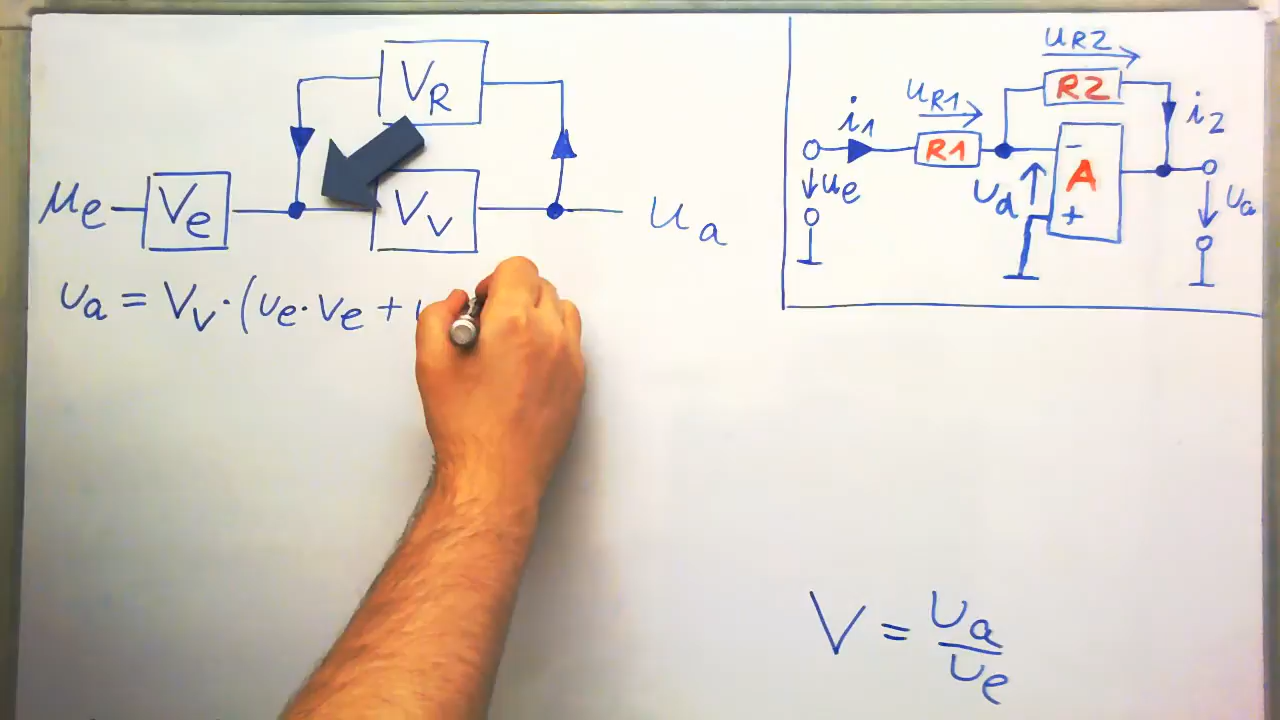 V_R
u_e V_e V_V u_a
u_a = V_V · (u_e · V_e +
u_R2
R2
i_1 u_R1 i_2
R1 -
u_e u_d A u_a
+
V = u_a / u_e